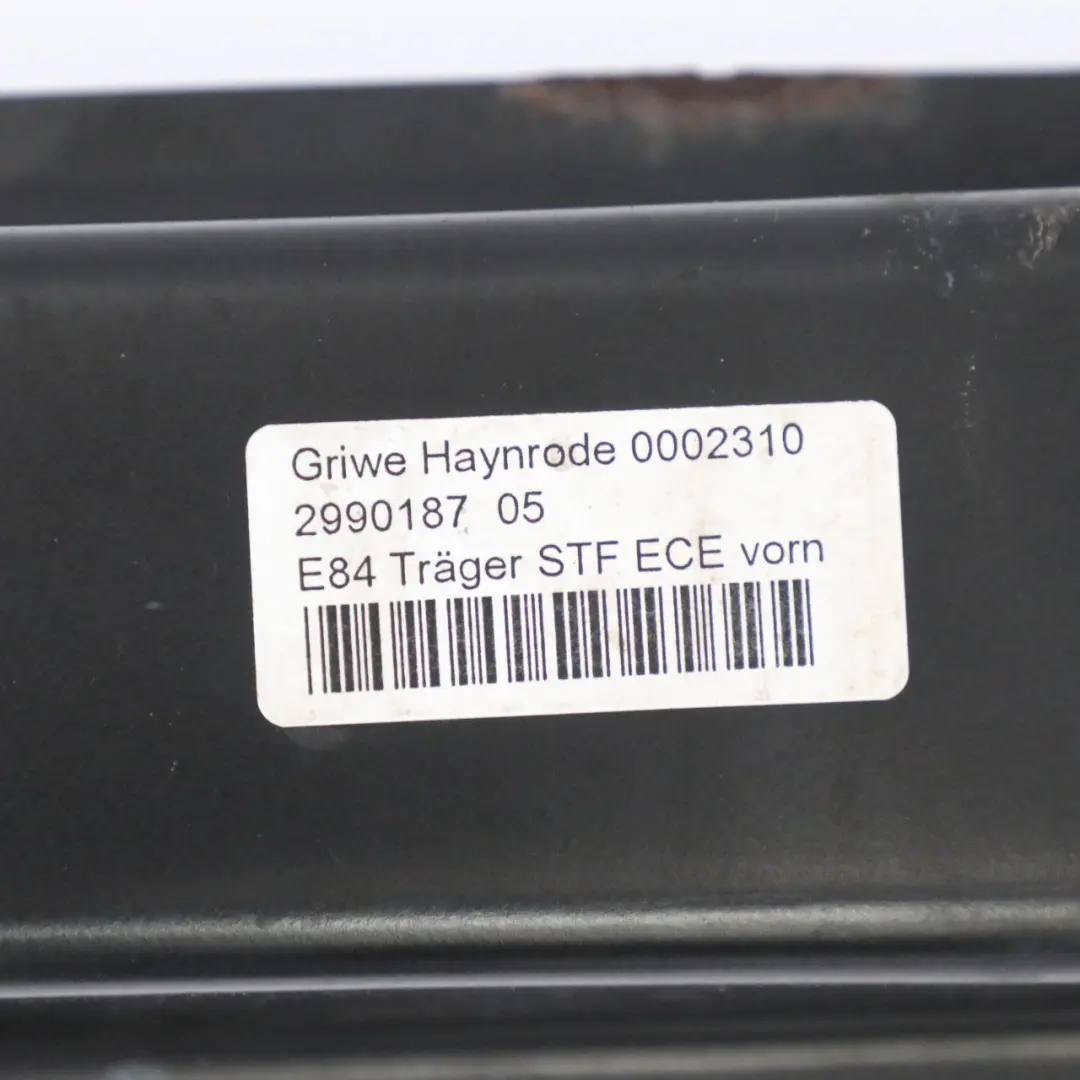 Griwe Haynrode 0002310
2990187 05
E84 Träger STF ECE vorn